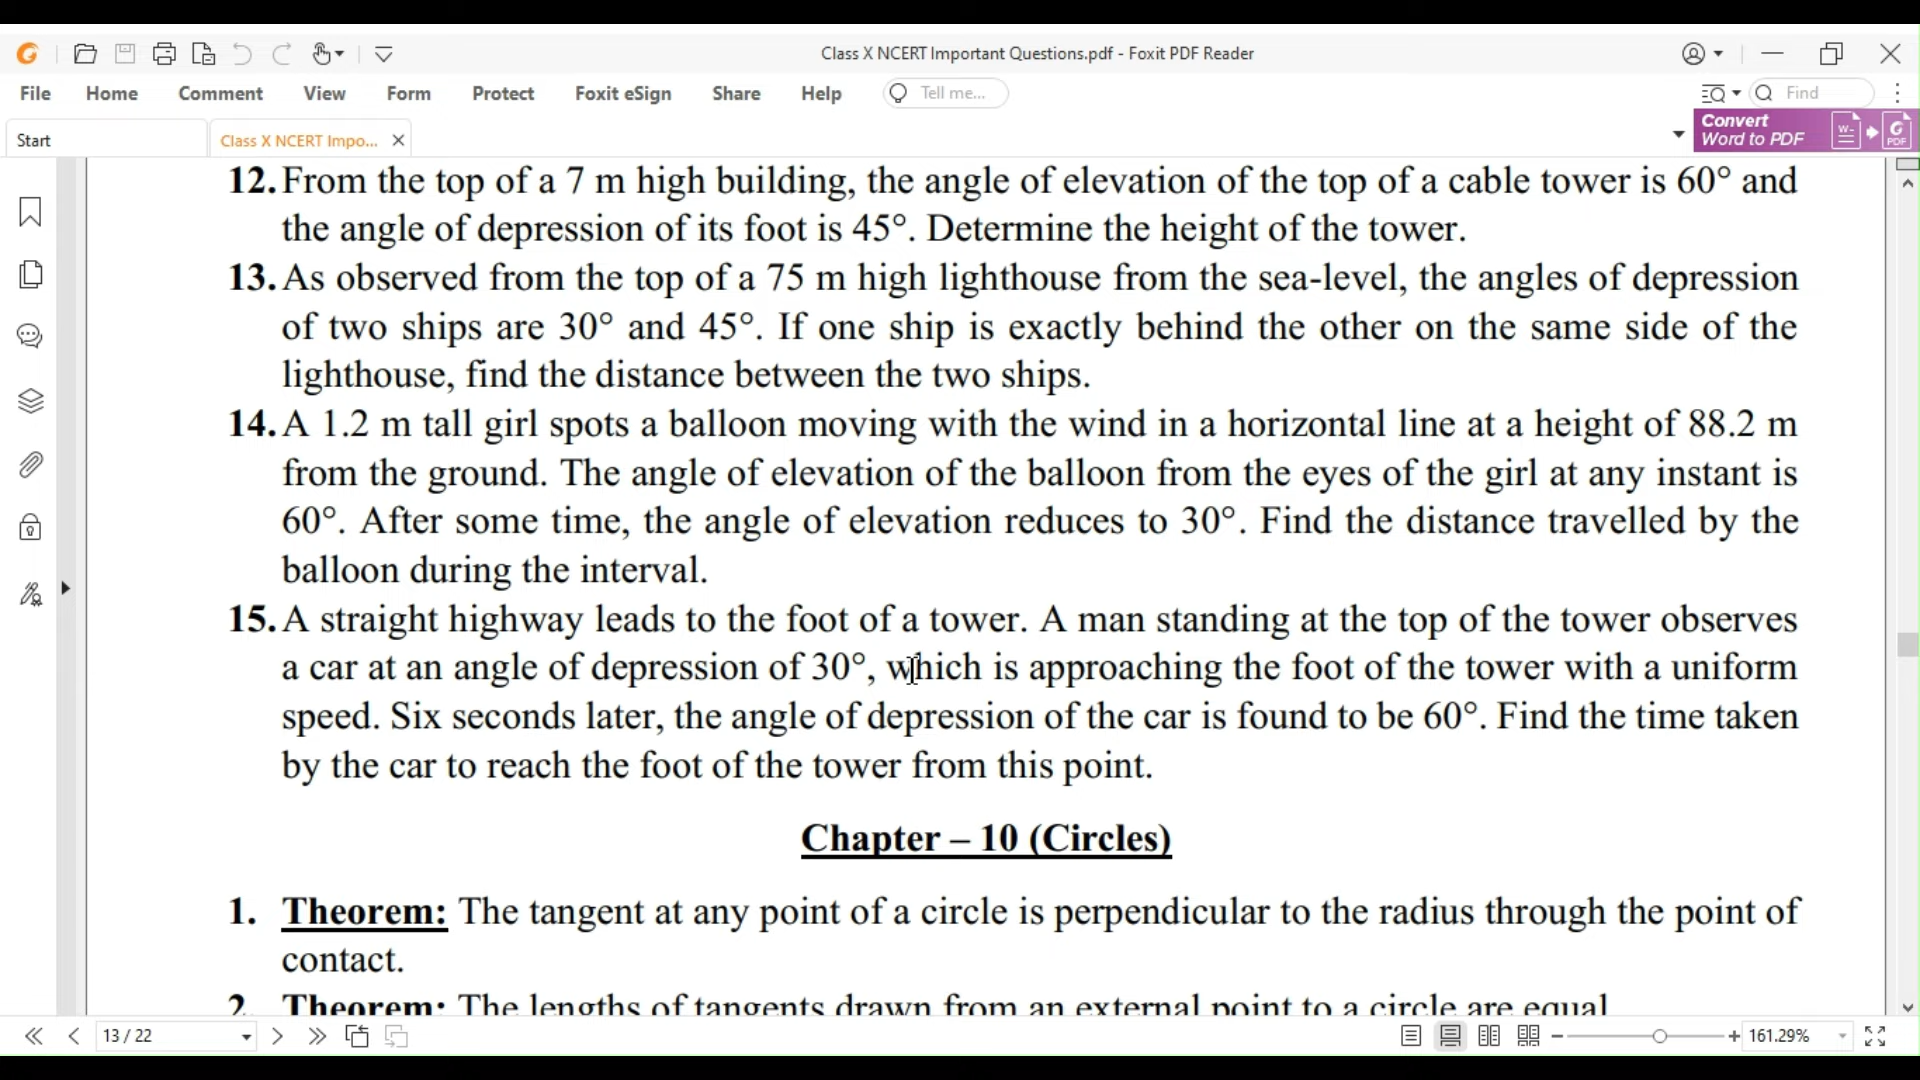 Class X NCERT Important Questions.pdf - Foxit PDF Reader
File Home Comment View Form Protect Foxit eSign Share Help Tell me... Find
Start Class X NCERT Impo... Convert Word to PDF
12. From the top of a 7 m high building, the angle of elevation of the top of a cable tower is 60° and
the angle of depression of its foot is 45°. Determine the height of the tower.
13. As observed from the top of a 75 m high lighthouse from the sea-level, the angles of depression
of two ships are 30° and 45°. If one ship is exactly behind the other on the same side of the
lighthouse, find the distance between the two ships.
14. A 1.2 m tall girl spots a balloon moving with the wind in a horizontal line at a height of 88.2 m
from the ground. The angle of elevation of the balloon from the eyes of the girl at any instant is
60°. After some time, the angle of elevation reduces to 30°. Find the distance travelled by the
balloon during the interval.
15. A straight highway leads to the foot of a tower. A man standing at the top of the tower observes
a car at an angle of depression of 30°, which is approaching the foot of the tower with a uniform
speed. Six seconds later, the angle of depression of the car is found to be 60°. Find the time taken
by the car to reach the foot of the tower from this point.
Chapter – 10 (Circles)
1. Theorem: The tangent at any point of a circle is perpendicular to the radius through the point of
contact.
2. Theorem: The lengths of tangents drawn from an external point to a circle are equal
13 / 22 161.29%